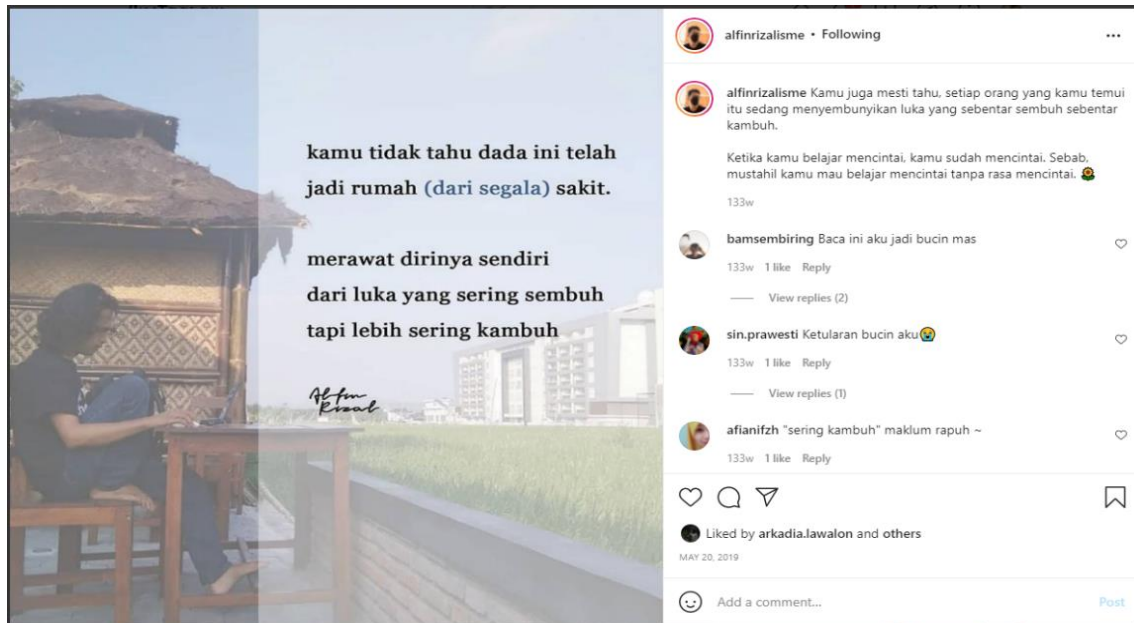 kamu tidak tahu dada ini telah
jadi rumah (dari segala) sakit.
merawat dirinya sendiri
dari luka yang sering sembuh
tapi lebih sering kambuh
Alfin
Rizal
alfinrizalisme • Following
alfinrizalisme Kamu juga mesti tahu, setiap orang yang kamu temui
itu sedang menyembunyikan luka yang sebentar sembuh sebentar
kambuh.
Ketika kamu belajar mencintai, kamu sudah mencintai. Sebab,
mustahil kamu mau belajar mencintai tanpa rasa mencintai. 🌻
133w
bamsembiring Baca ini aku jadi bucin mas
133w 1 like Reply
View replies (2)
sin.prawesti Ketularan bucin aku😭
133w 1 like Reply
View replies (1)
afianifzh "sering kambuh" maklum rapuh ~
133w 1 like Reply
Liked by arkadia.lawalon and others
MAY 20, 2019
Add a comment...
Post